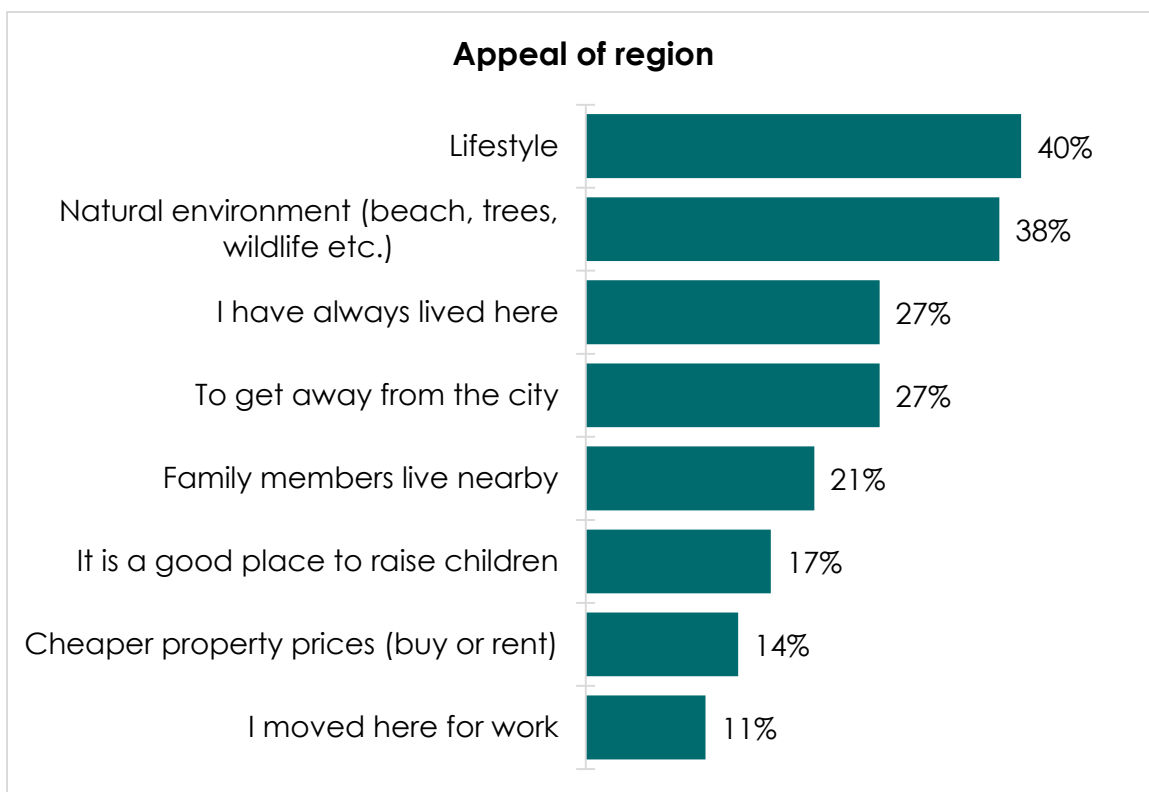 Appeal of region
Lifestyle
40%
Natural environment (beach, trees,
wildlife etc.)
38%
I have always lived here
27%
To get away from the city
27%
Family members live nearby
21%
It is a good place to raise children
17%
Cheaper property prices (buy or rent)
14%
I moved here for work
11%